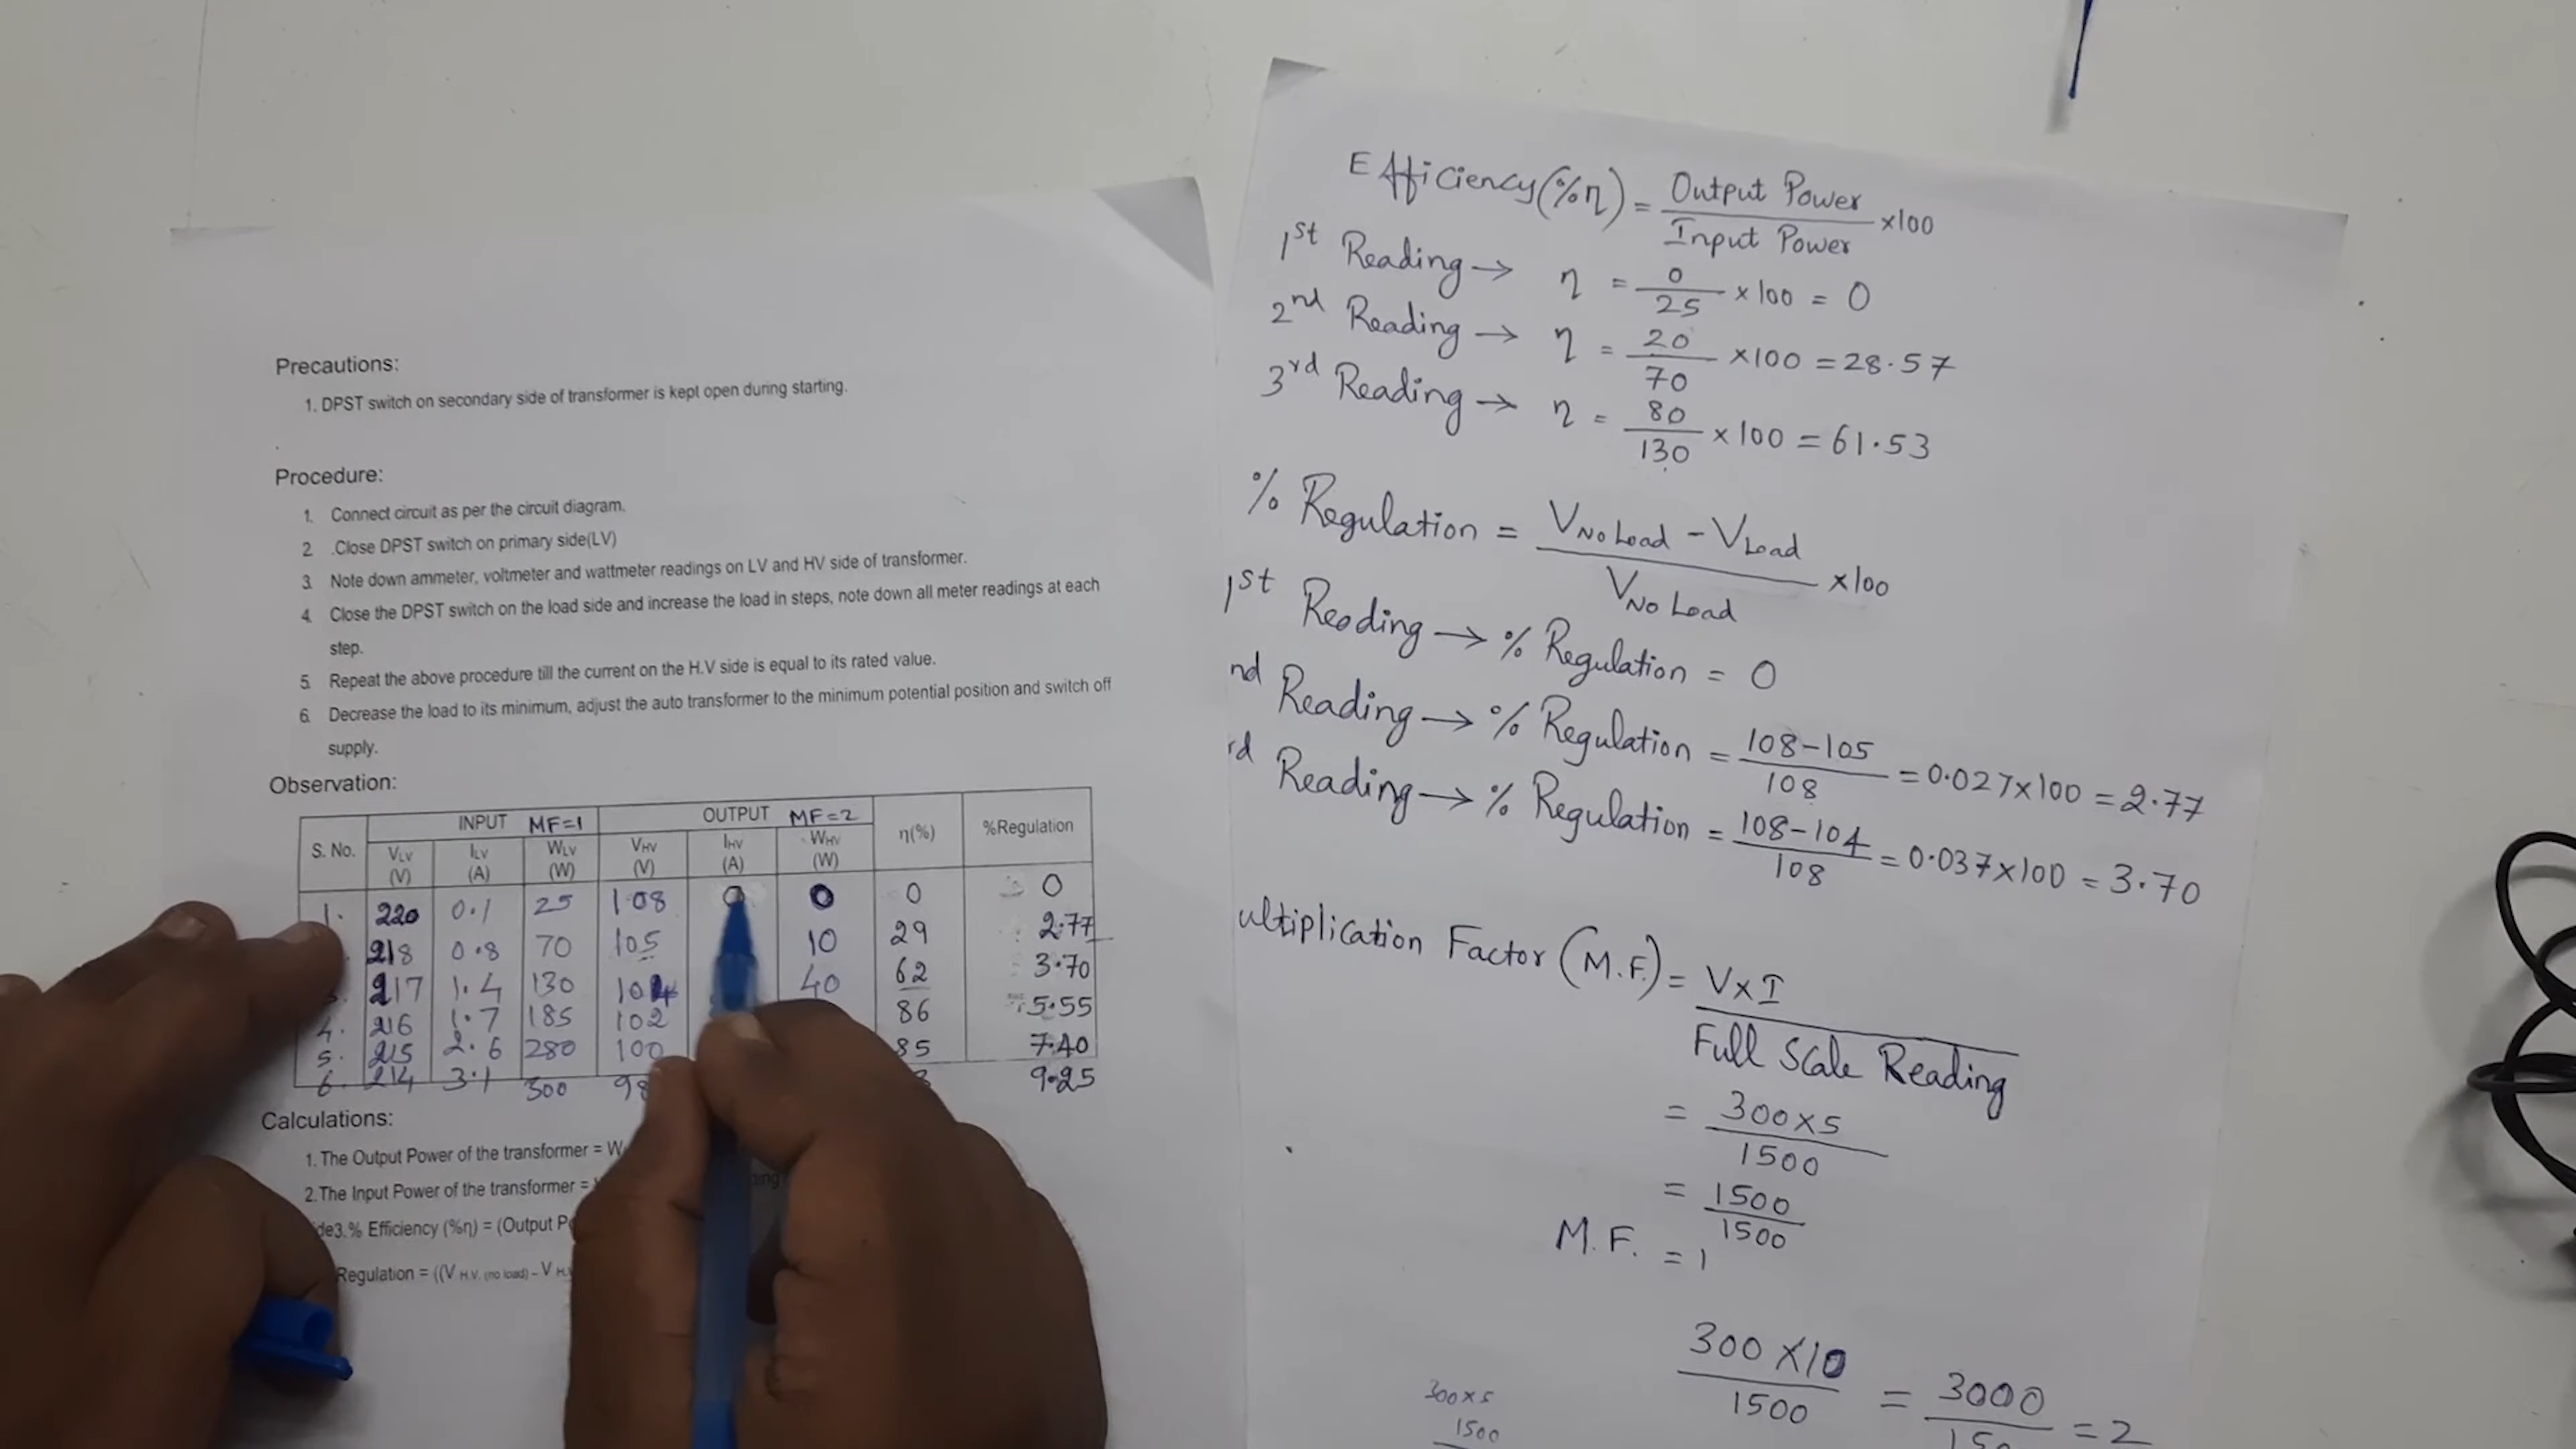 Precautions:
1. DPST switch on secondary side of transformer is kept open during starting.
Procedure:
1. Connect circuit as per the circuit diagram.
2 .Close DPST switch on primary side(LV)
3. Note down ammeter, voltmeter and wattmeter readings on LV and HV side of transformer.
4. Close the DPST switch on the load side and increase the load in steps, note down all meter readings at each
step.
5. Repeat the above procedure till the current on the H.V side is equal to its rated value.
6. Decrease the load to its minimum, adjust the auto transformer to the minimum potential position and switch off
supply.
Observation:
S. No. INPUT MF=1 OUTPUT MF=2 η(%) %Regulation
VLV (V) ILV (A) WLV (W) VHV (V) IHV (A) WHV (W)
1. 220 0.1 25 108 0 0 0 0
218 0.8 70 105 10 29 2.77
3. 217 1.4 130 104 40 62 3.70
4. 216 1.7 185 102 86 5.55
5. 215 2.6 280 100 85 7.40
6. 214 3.1 300 98 9.25
Calculations:
1. The Output Power of the transformer = W
2.The Input Power of the transformer =
de3.% Efficiency (%η) = (Output P
Regulation = ((V H.V. (no load) – V H.
Efficiency(%η) = Output Power / Input Power ×100
1st Reading → η = 0/25 ×100 = 0
2nd Reading → η = 20/70 ×100 = 28.57
3rd Reading → η = 80/130 ×100 = 61.53
% Regulation = VNo Load - VLoad / VNo Load ×100
1st Reading → % Regulation = 0
nd Reading → % Regulation = 108-105/108 = 0.027×100 = 2.77
rd Reading → % Regulation = 108-104/108 = 0.037×100 = 3.70
ultiplication Factor (M.F.) = V×I / Full Scale Reading
= 300×5/1500
= 1500/1500
M.F. = 1
300×10/1500 = 3000/150 = 2
300×5
1500